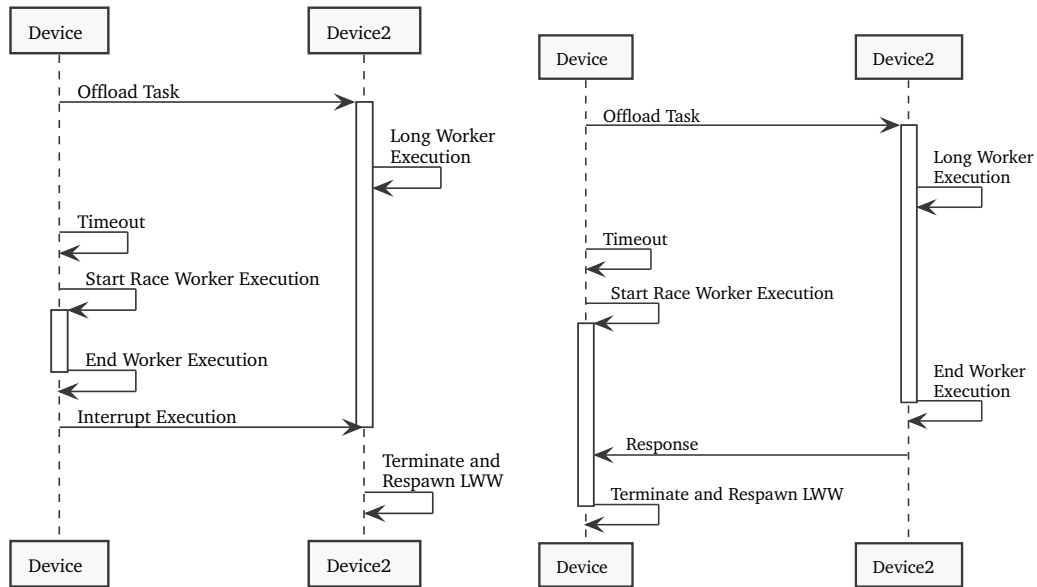 Device
Device2
Offload Task
Long Worker
Execution
Timeout
Start Race Worker Execution
End Worker Execution
Interrupt Execution
Terminate and
Respawn LWW
Device
Device2
Device
Device2
Offload Task
Long Worker
Execution
Timeout
Start Race Worker Execution
End Worker
Execution
Response
Terminate and Respawn LWW
Device
Device2